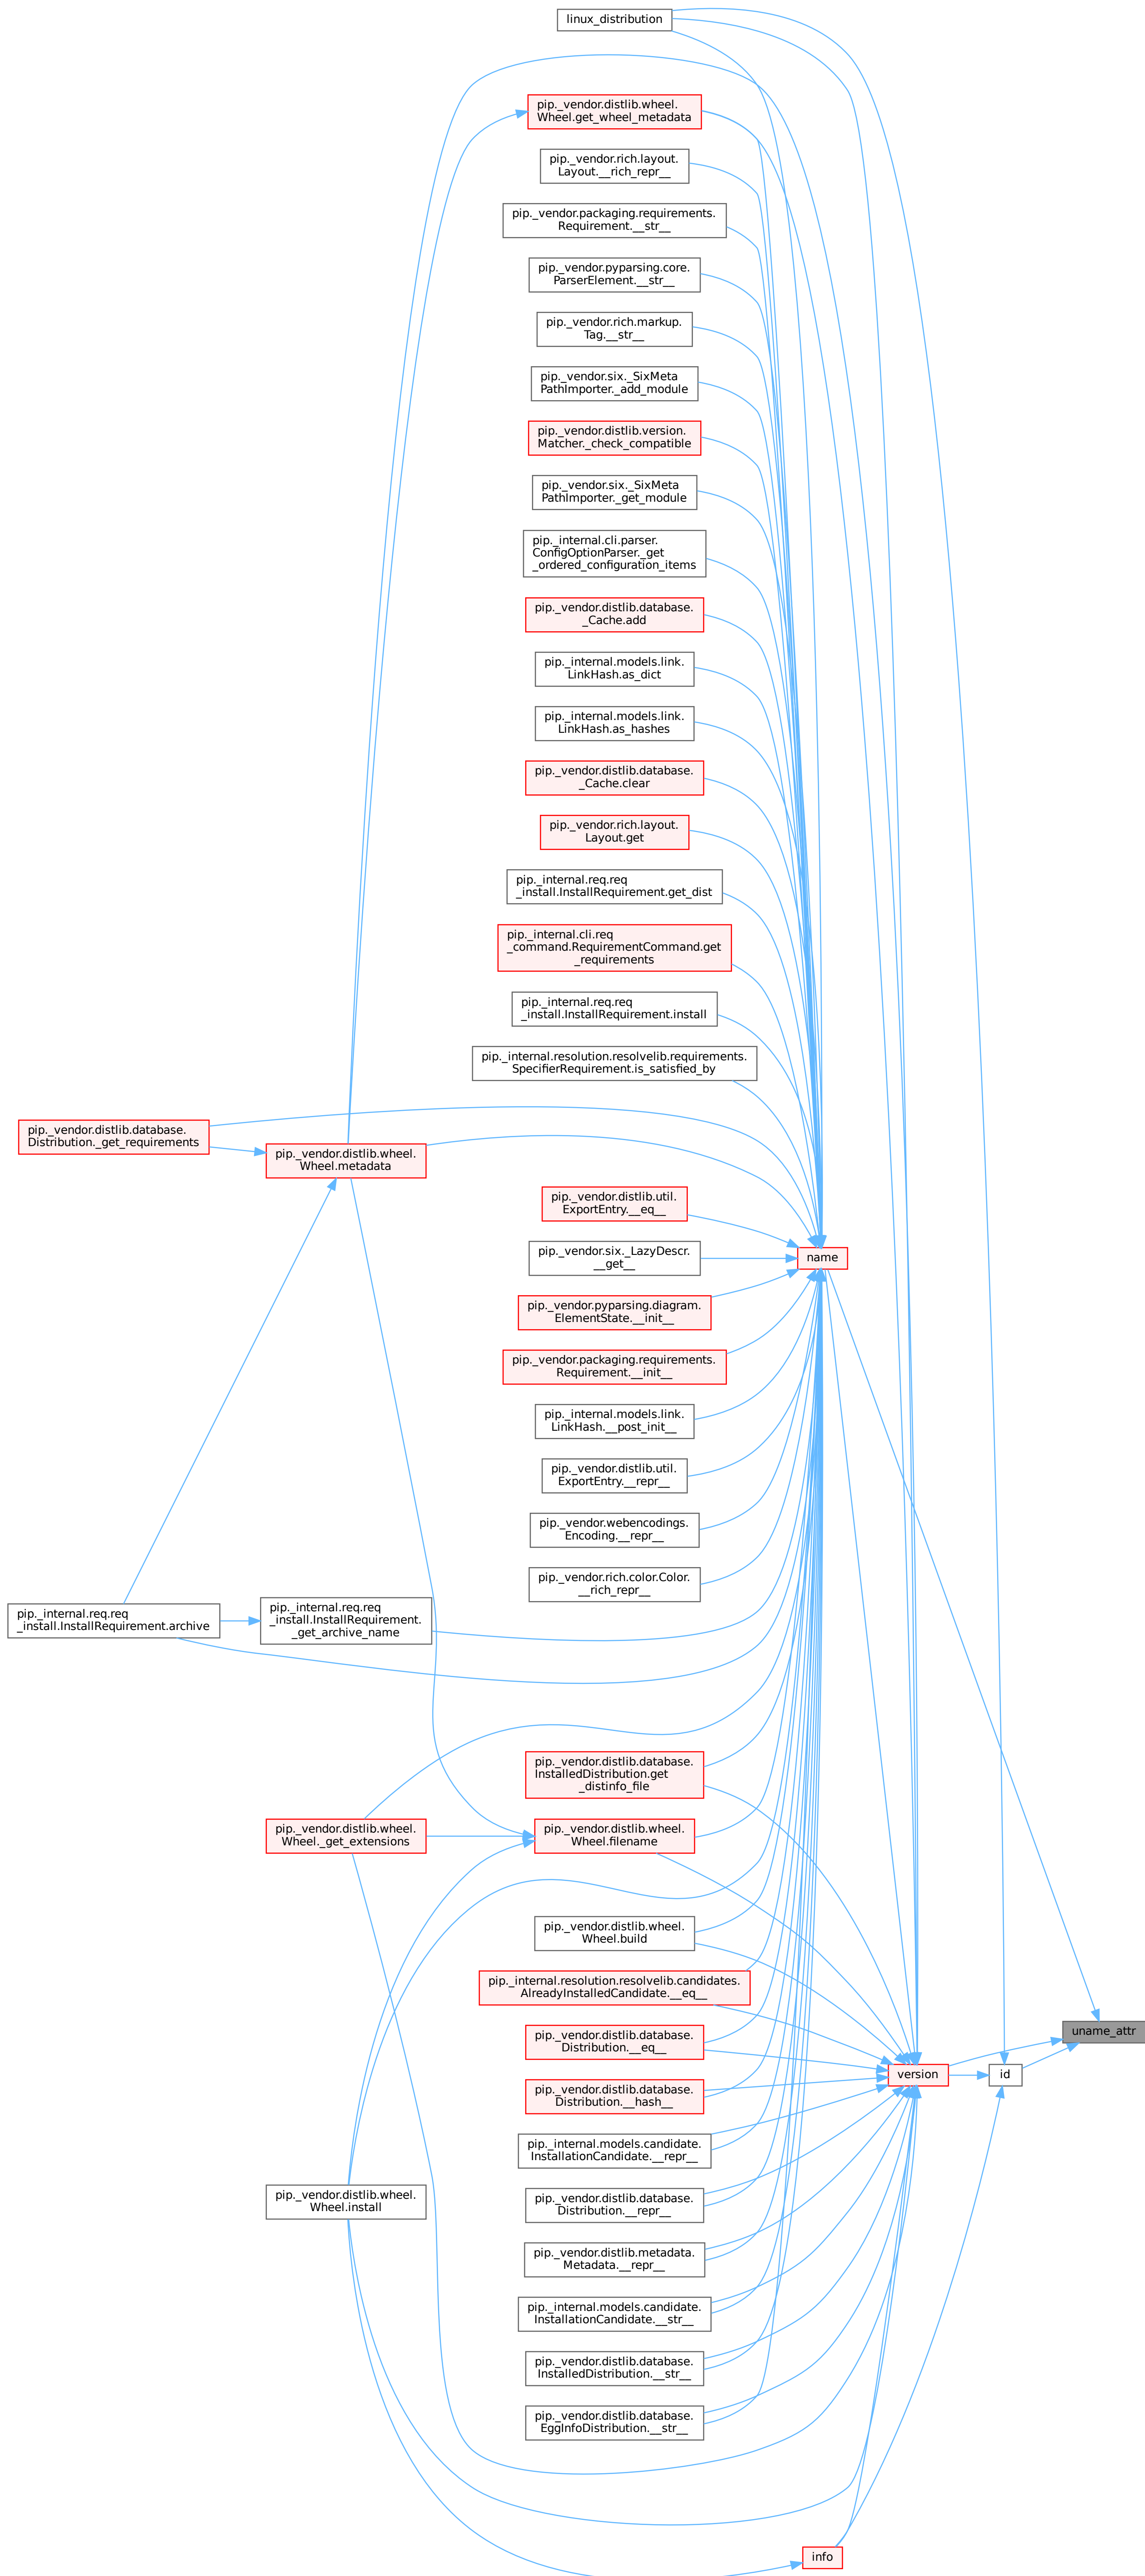 linux_distribution
pip._vendor.distlib.wheel.
Wheel.get_wheel_metadata
pip._vendor.rich.layout.
Layout.__rich_repr__
pip._vendor.packaging.requirements.
Requirement.__str__
pip._vendor.pyparsing.core.
ParserElement.__str__
pip._vendor.rich.markup.
Tag.__str__
pip._vendor.six._SixMeta
PathImporter._add_module
pip._vendor.distlib.version.
Matcher._check_compatible
pip._vendor.six._SixMeta
PathImporter._get_module
pip._internal.cli.parser.
ConfigOptionParser._get
_ordered_configuration_items
pip._vendor.distlib.database.
_Cache.add
pip._internal.models.link.
LinkHash.as_dict
pip._internal.models.link.
LinkHash.as_hashes
pip._vendor.distlib.database.
_Cache.clear
pip._vendor.rich.layout.
Layout.get
pip._internal.req.req
_install.InstallRequirement.get_dist
pip._internal.cli.req
_command.RequirementCommand.get
_requirements
pip._internal.req.req
_install.InstallRequirement.install
pip._internal.resolution.resolvelib.requirements.
SpecifierRequirement.is_satisfied_by
pip._vendor.distlib.database.
Distribution._get_requirements
pip._vendor.distlib.wheel.
Wheel.metadata
pip._vendor.distlib.util.
ExportEntry.__eq__
pip._vendor.six._LazyDescr.
__get__
name
pip._vendor.pyparsing.diagram.
ElementState.__init__
pip._vendor.packaging.requirements.
Requirement.__init__
pip._internal.models.link.
LinkHash.__post_init__
pip._vendor.distlib.util.
ExportEntry.__repr__
pip._vendor.webencodings.
Encoding.__repr__
pip._vendor.rich.color.Color.
__rich_repr__
pip._internal.req.req
_install.InstallRequirement.archive
pip._internal.req.req
_install.InstallRequirement.
_get_archive_name
pip._vendor.distlib.database.
InstalledDistribution.get
_distinfo_file
pip._vendor.distlib.wheel.
Wheel._get_extensions
pip._vendor.distlib.wheel.
Wheel.filename
pip._vendor.distlib.wheel.
Wheel.build
pip._internal.resolution.resolvelib.candidates.
AlreadyInstalledCandidate.__eq__
uname_attr
pip._vendor.distlib.database.
Distribution.__eq__
version
id
pip._vendor.distlib.database.
Distribution.__hash__
pip._internal.models.candidate.
InstallationCandidate.__repr__
pip._vendor.distlib.wheel.
Wheel.install
pip._vendor.distlib.database.
Distribution.__repr__
pip._vendor.distlib.metadata.
Metadata.__repr__
pip._internal.models.candidate.
InstallationCandidate.__str__
pip._vendor.distlib.database.
InstalledDistribution.__str__
pip._vendor.distlib.database.
EggInfoDistribution.__str__
info